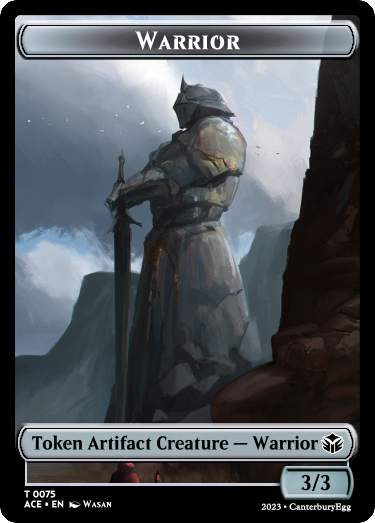 WARRIOR
Token Artifact Creature — Warrior
3/3
T 0075
ACE • EN WASAN
2023 • CanterburyEgg